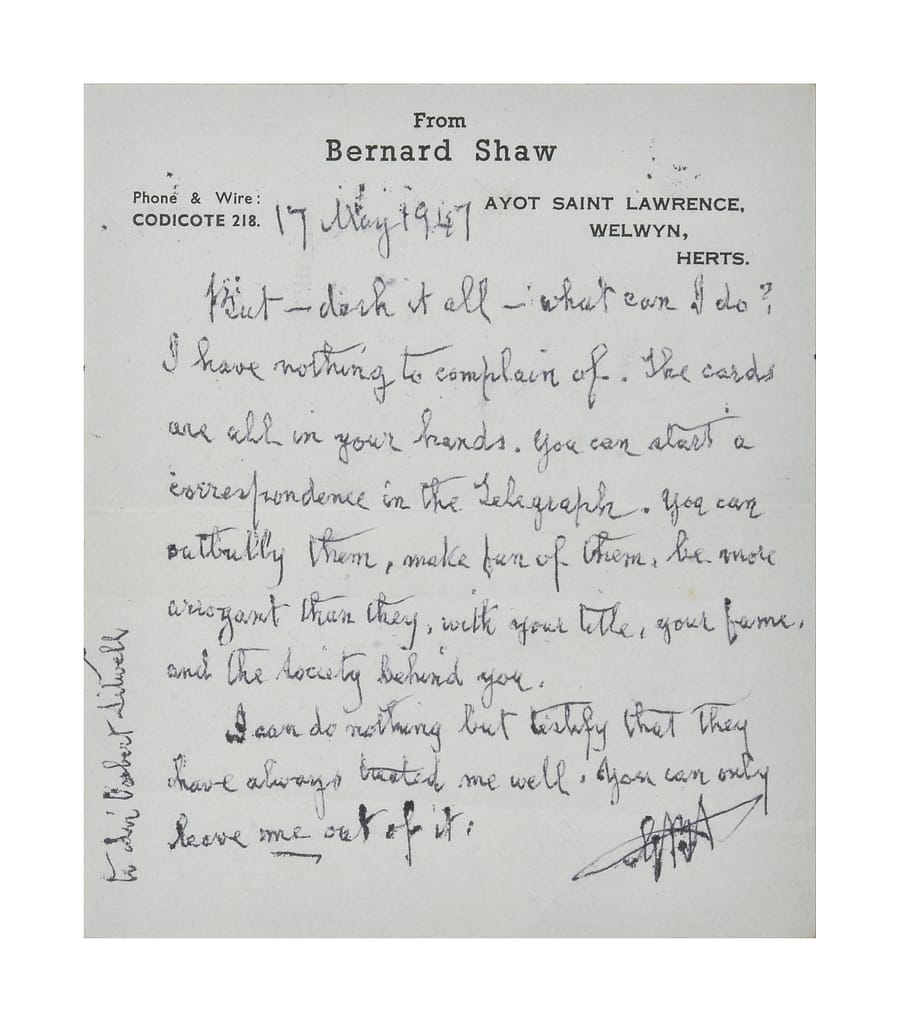 From
Bernard Shaw
Phone & Wire:
CODICOTE 218.
17 May 1947
AYOT SAINT LAWRENCE,
WELWYN,
HERTS.
But – dash it all – what can I do?
I have nothing to complain of. The cards
are all in your hands. You can start a
correspondence in the Telegraph. You can
outbully them, make fun of them, be more
arrogant than they, with your title, your fame,
and the Society behind you.
I can do nothing but testify that they
have always treated me well. You can only
leave me out of it.
GBS
to Sir Osbert Sitwell